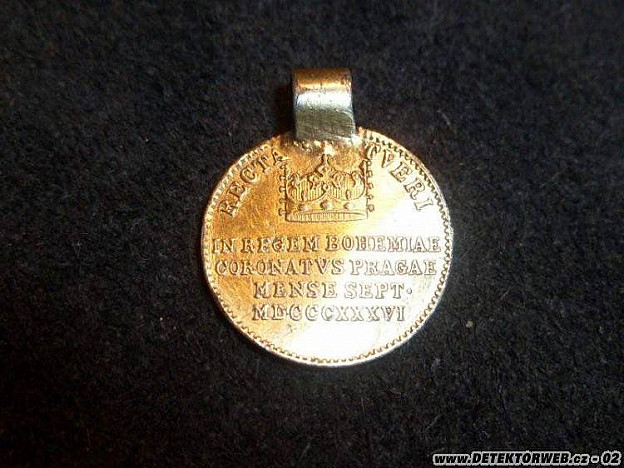 RECTA TVERI
IN REGEM BOHEMIAE
CORONATVS PRAGAE
MENSE SEPT·
MDCCCXXXVI
www.DETEKTORWEB.cz - 02